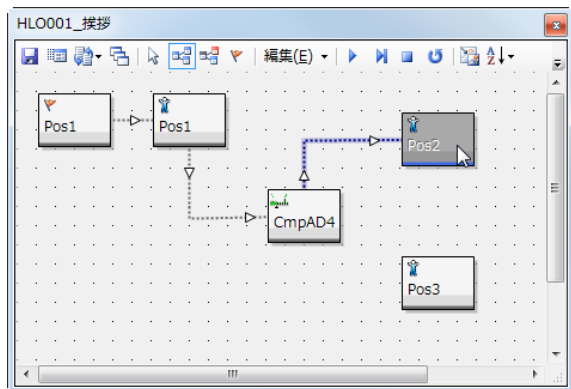 HLO001_挨拶
編集(E)
Pos1
Pos1
Pos2
CmpAD4
Pos3